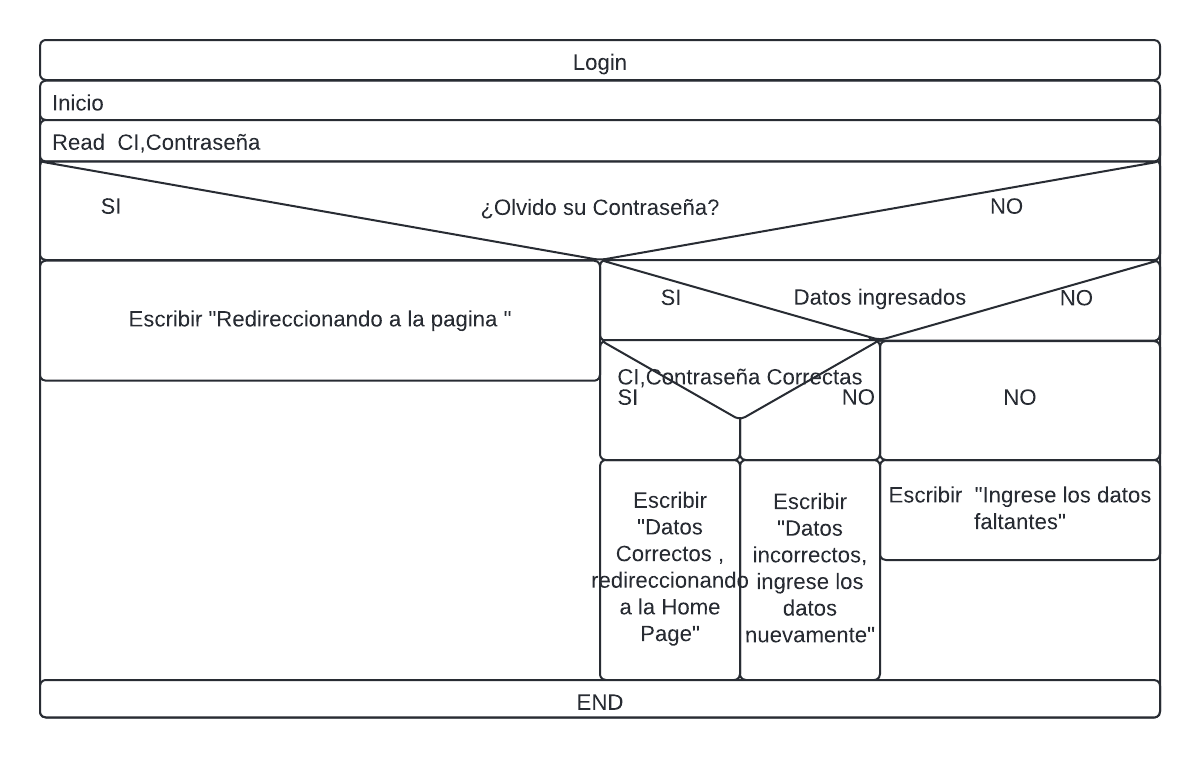 Login
Inicio
Read  CI,Contraseña
SI
¿Olvido su Contraseña?
NO
Escribir "Redireccionando a la pagina "
SI
Datos ingresados
NO
CI,Contraseña Correctas
SI
NO
NO
Escribir
"Datos
Correctos ,
redireccionando
a la Home
Page"
Escribir
"Datos
incorrectos,
ingrese los
datos
nuevamente"
Escribir  "Ingrese los datos
faltantes"
END